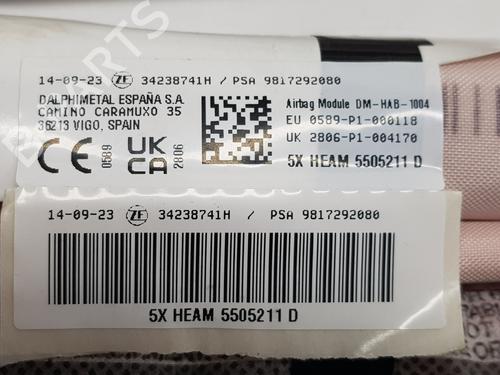 14-09-23 ZF 34238741H / PSA 9817292080
DALPHIMETAL ESPAÑA S.A.
CAMINO CARAMUXO 35
36213 VIGO, SPAIN
CE 0589 UK CA 2806
Airbag Module DM-HAB-1004
EU 0589-P1-000118
UK 2806-P1-004170
5X HEAM 5505211 D
14-09-23 ZF 34238741H / PSA 9817292080
5X HEAM 5505211 D